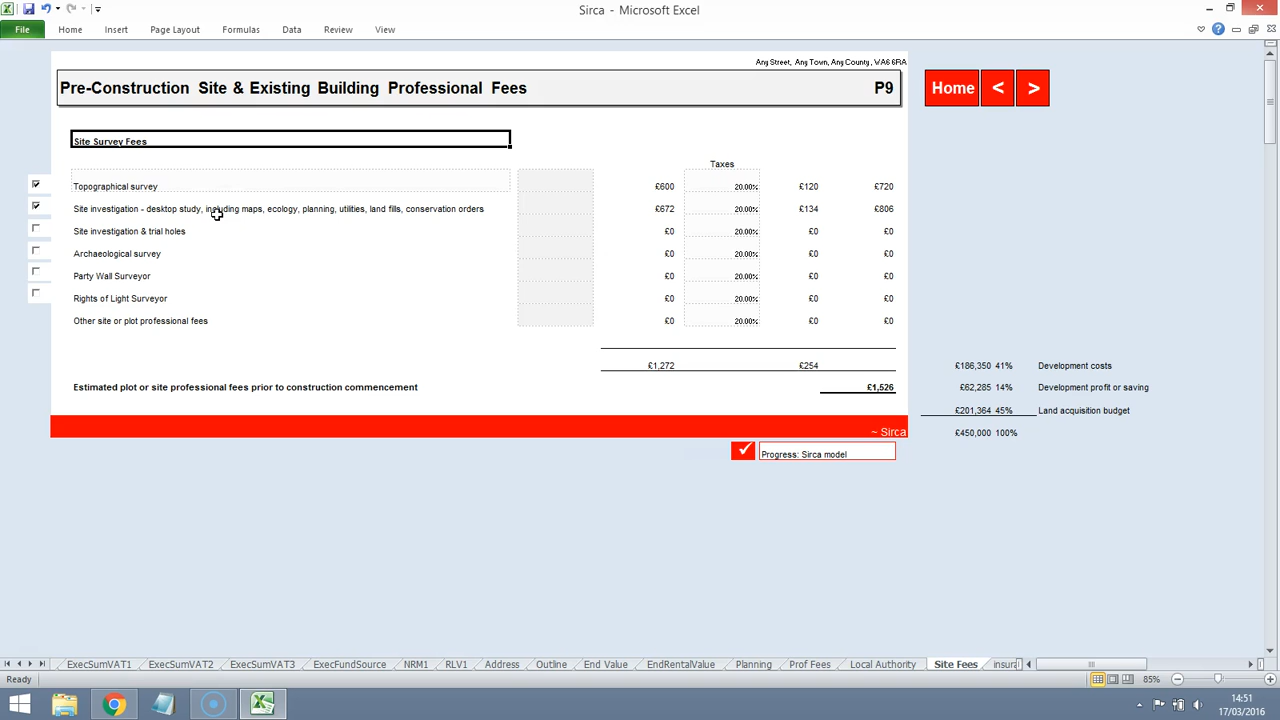 Sirca - Microsoft Excel
File Home Insert Page Layout Formulas Data Review View
Any Street, Any Town, Any County, WA6 6RA
Pre-Construction Site & Existing Building Professional Fees P9
Home < >
Site Survey Fees
Taxes
Topographical survey £600 20.00% £120 £720
Site investigation - desktop study, including maps, ecology, planning, utilities, land fills, conservation orders £672 20.00% £134 £806
Site investigation & trial holes £0 20.00% £0 £0
Archaeological survey £0 20.00% £0 £0
Party Wall Surveyor £0 20.00% £0 £0
Rights of Light Surveyor £0 20.00% £0 £0
Other site or plot professional fees £0 20.00% £0 £0
£1,272 £254
£186,350 41% Development costs
Estimated plot or site professional fees prior to construction commencement £1,526
£62,285 14% Development profit or saving
£201,364 45% Land acquisition budget
~ Sirca
£450,000 100%
Progress: Sirca model
ExecSumVAT1 ExecSumVAT2 ExecSumVAT3 ExecFundSource NRM1 RLV1 Address Outline End Value EndRentalValue Planning Prof Fees Local Authority Site Fees
Ready 85%
14:51
17/03/2016